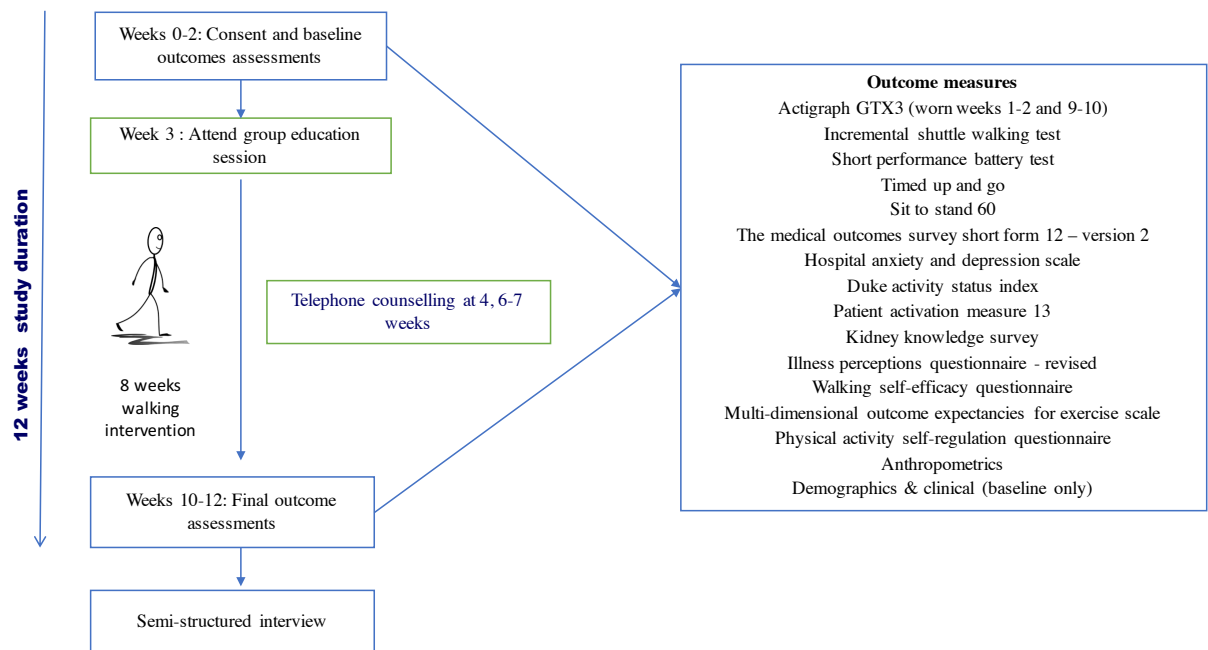 12 weeks study duration
Weeks 0-2: Consent and baseline
outcomes assessments
Week 3 : Attend group education
session
8 weeks
walking
intervention
Telephone counselling at 4, 6-7
weeks
Weeks 10-12: Final outcome
assessments
Semi-structured interview
Outcome measures
Actigraph GTX3 (worn weeks 1-2 and 9-10)
Incremental shuttle walking test
Short performance battery test
Timed up and go
Sit to stand 60
The medical outcomes survey short form 12 – version 2
Hospital anxiety and depression scale
Duke activity status index
Patient activation measure 13
Kidney knowledge survey
Illness perceptions questionnaire - revised
Walking self-efficacy questionnaire
Multi-dimensional outcome expectancies for exercise scale
Physical activity self-regulation questionnaire
Anthropometrics
Demographics & clinical (baseline only)